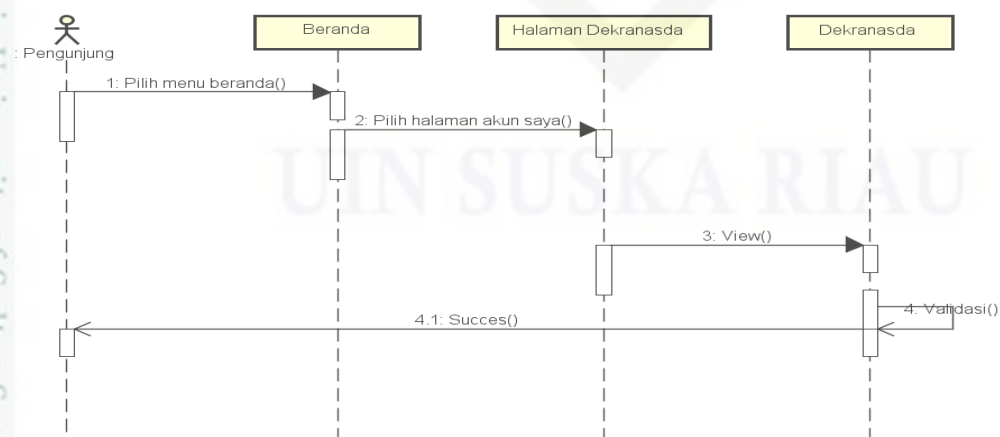 Beranda
Halaman Dekranasda
Dekranasda
: Pengunjung
1: Pilih menu beranda()
2: Pilih halaman akun saya()
UIN SUSKA RIAU
3: View()
4: Validasi()
4.1: Succes()